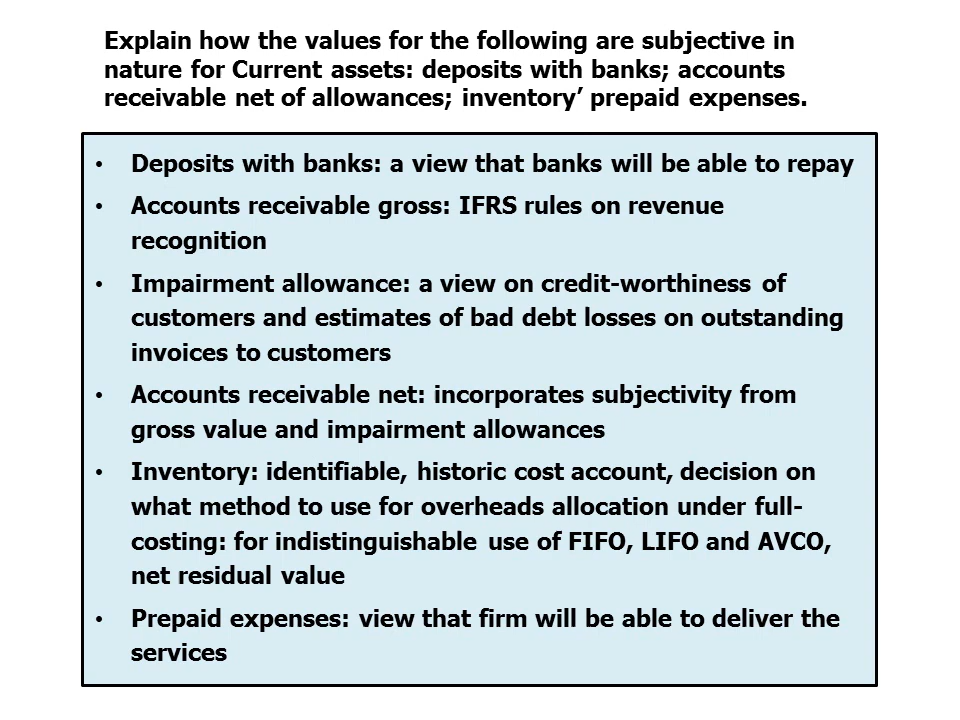 Explain how the values for the following are subjective in
nature for Current assets: deposits with banks; accounts
receivable net of allowances; inventory’ prepaid expenses.
• Deposits with banks: a view that banks will be able to repay
• Accounts receivable gross: IFRS rules on revenue
recognition
• Impairment allowance: a view on credit-worthiness of
customers and estimates of bad debt losses on outstanding
invoices to customers
• Accounts receivable net: incorporates subjectivity from
gross value and impairment allowances
• Inventory: identifiable, historic cost account, decision on
what method to use for overheads allocation under full-
costing: for indistinguishable use of FIFO, LIFO and AVCO,
net residual value
• Prepaid expenses: view that firm will be able to deliver the
services